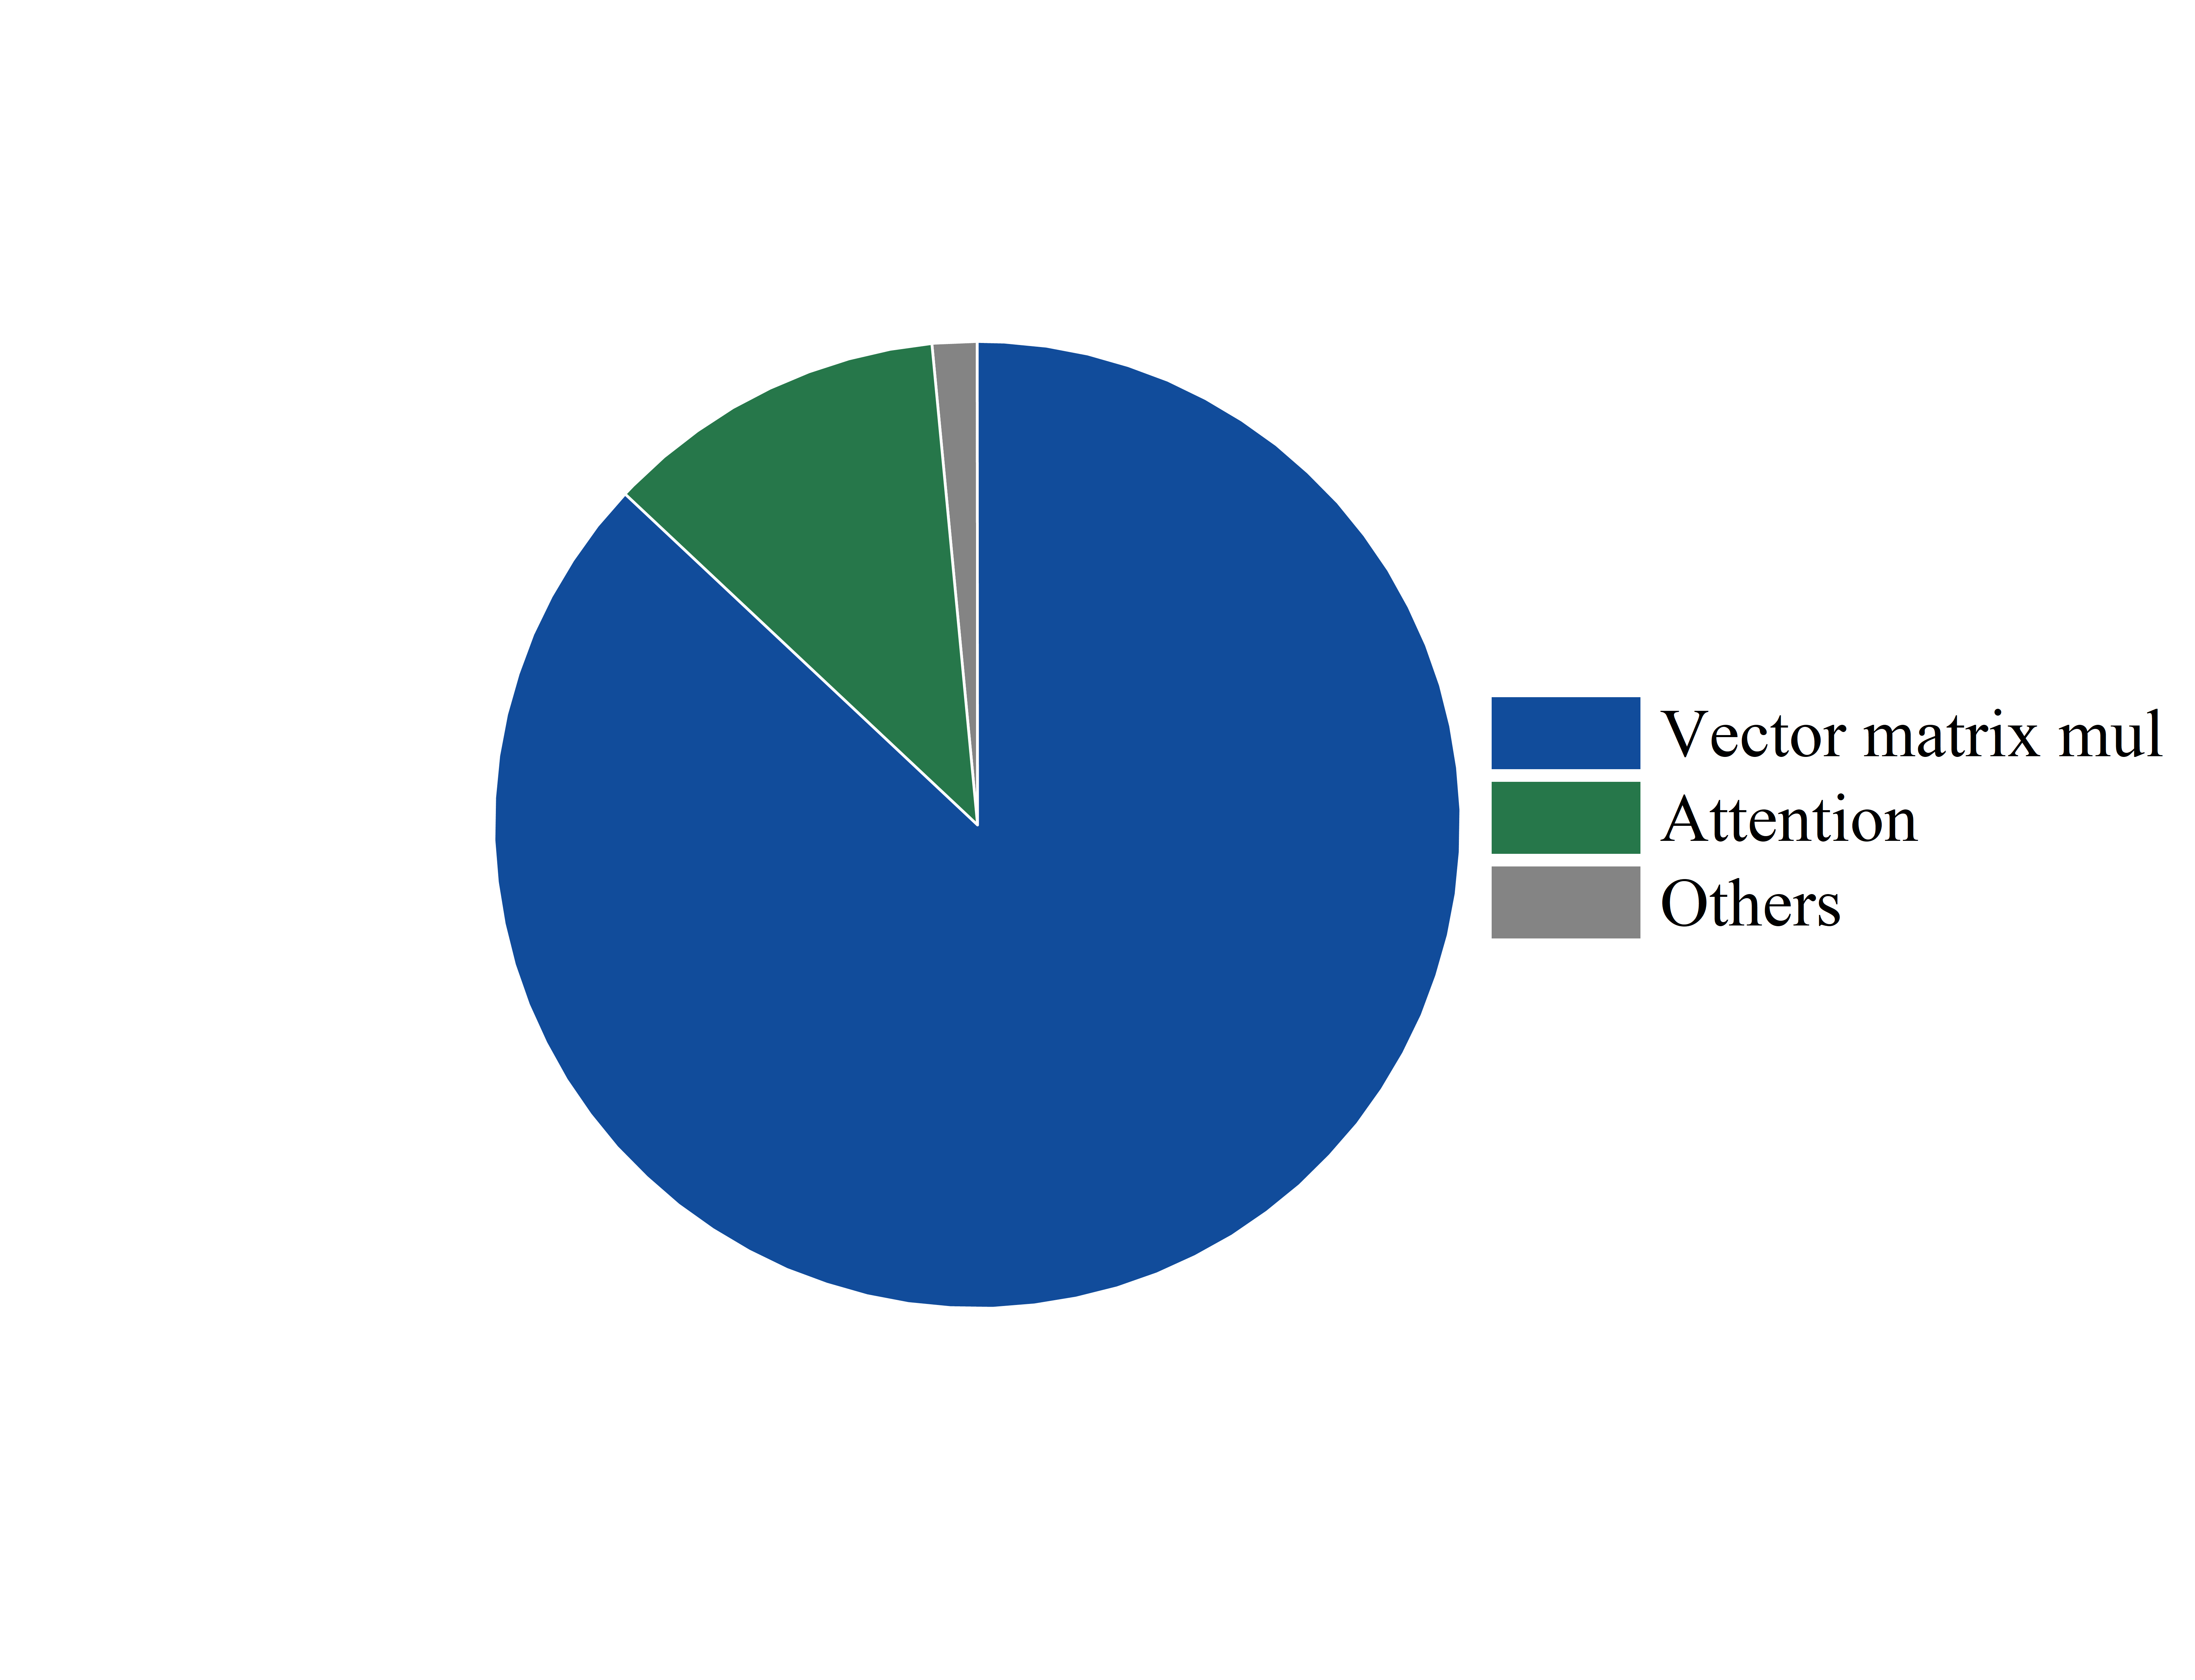 Vector matrix mul
Attention
Others